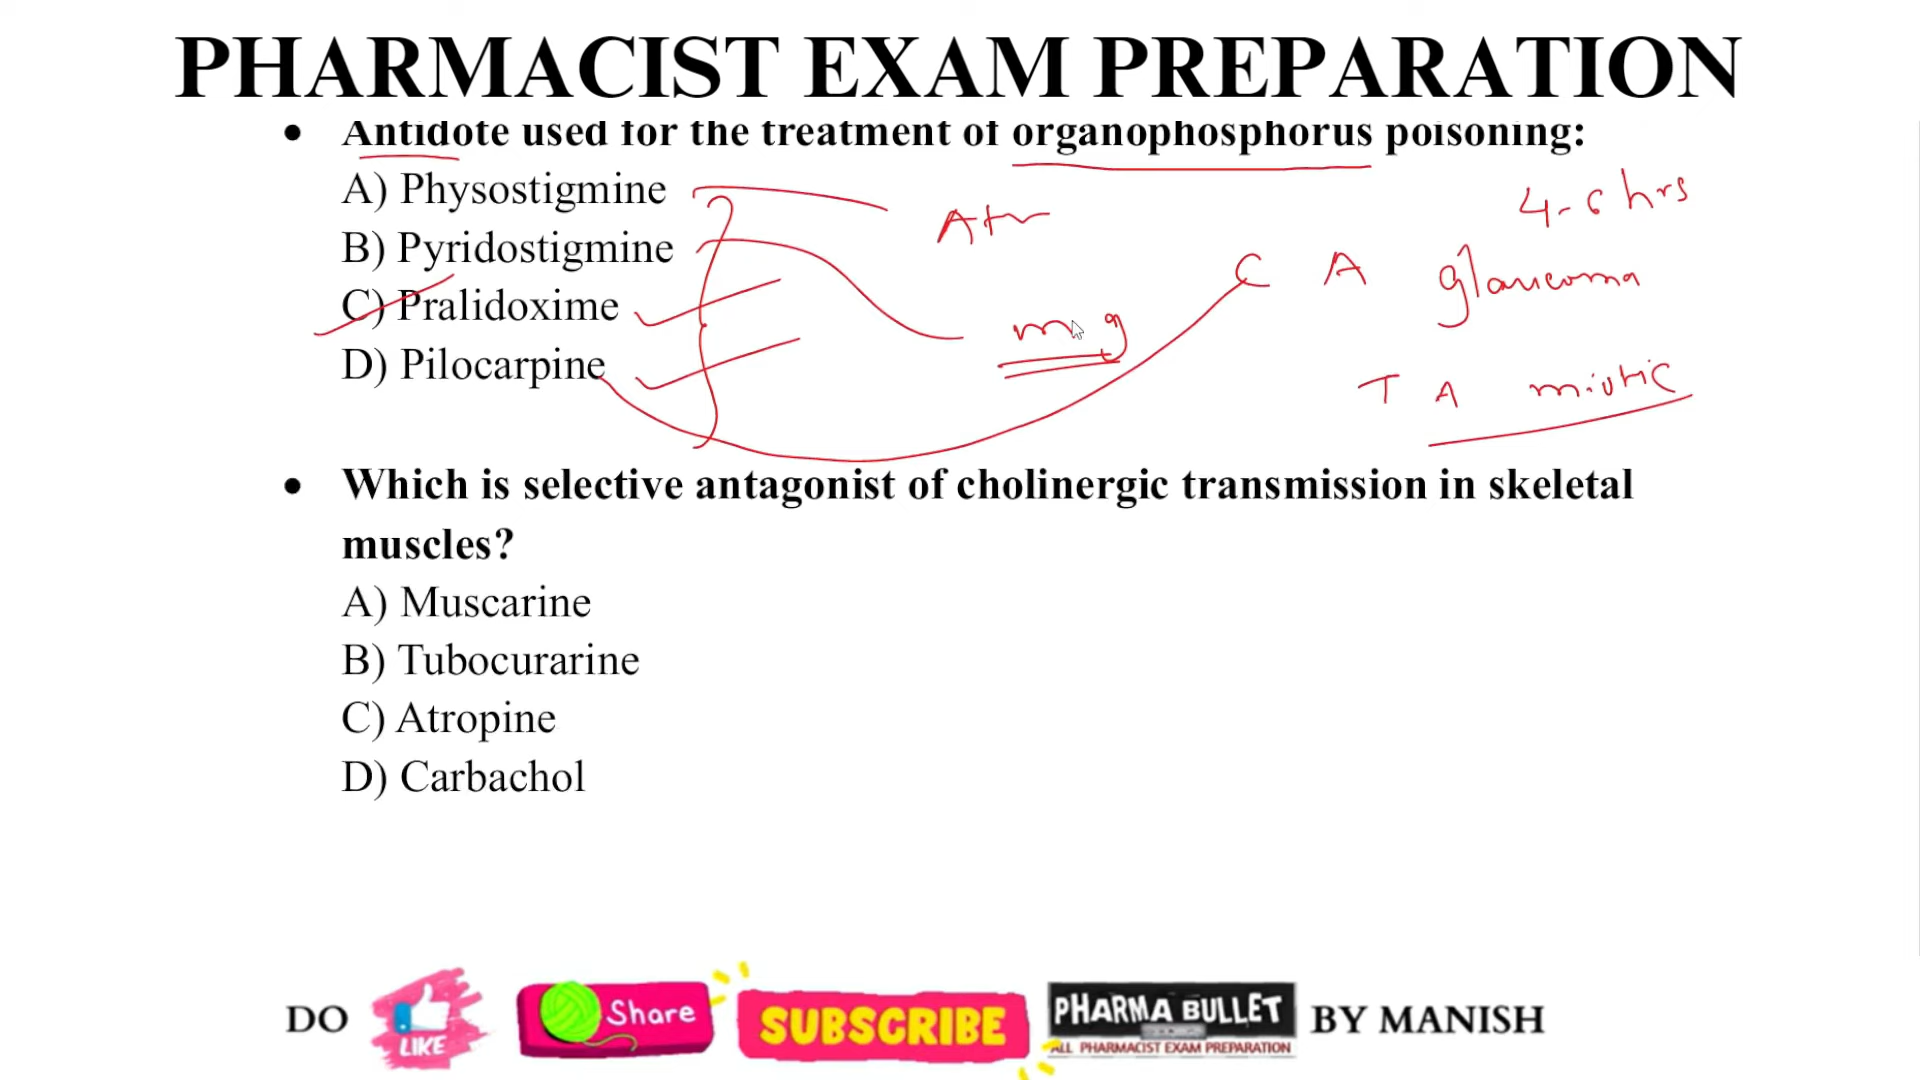 PHARMACIST EXAM PREPARATION
• Antidote used for the treatment of organophosphorus poisoning:
A) Physostigmine
B) Pyridostigmine
C) Pralidoxime
D) Pilocarpine
Atr
mg
C A glaucoma
4-6 hrs
T A miotic
• Which is selective antagonist of cholinergic transmission in skeletal
muscles?
A) Muscarine
B) Tubocurarine
C) Atropine
D) Carbachol
DO LIKE Share SUBSCRIBE PHARMA BULLET BY MANISH
ALL PHARMACIST EXAM PREPARATION